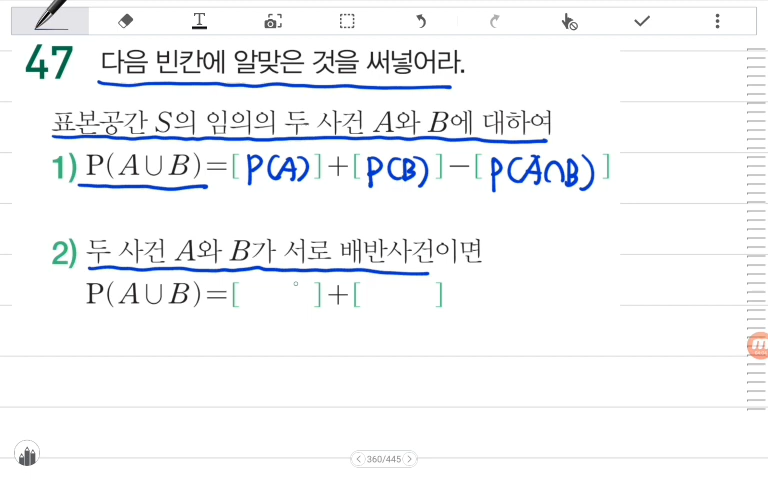 47 다음 빈칸에 알맞은 것을 써넣어라.
표본공간 S의 임의의 두 사건 A와 B에 대하여
1) P(A∪B)=[ P(A) ]+[ P(B) ]−[ P(A∩B) ]
2) 두 사건 A와 B가 서로 배반사건이면
P(A∪B)=[ ]+[ ]
360/445